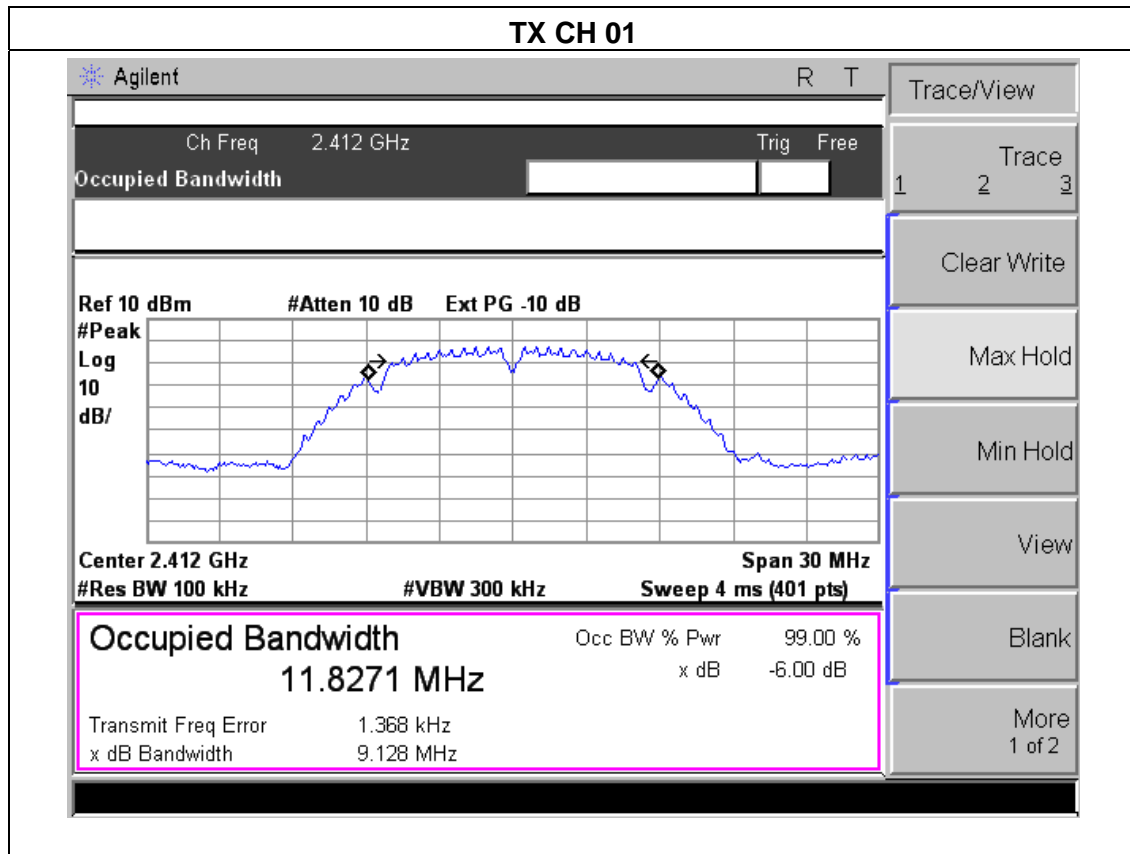 TX CH 01
Agilent R T
Trace/View
Ch Freq 2.412 GHz Trig Free
Occupied Bandwidth
Trace
1 2 3
Clear Write
Ref 10 dBm #Atten 10 dB Ext PG -10 dB
#Peak
Log
10
dB/
Max Hold
Min Hold
View
Center 2.412 GHz Span 30 MHz
#Res BW 100 kHz #VBW 300 kHz Sweep 4 ms (401 pts)
Occupied Bandwidth
11.8271 MHz
Occ BW % Pwr 99.00 %
x dB -6.00 dB
Transmit Freq Error 1.368 kHz
x dB Bandwidth 9.128 MHz
Blank
More
1 of 2